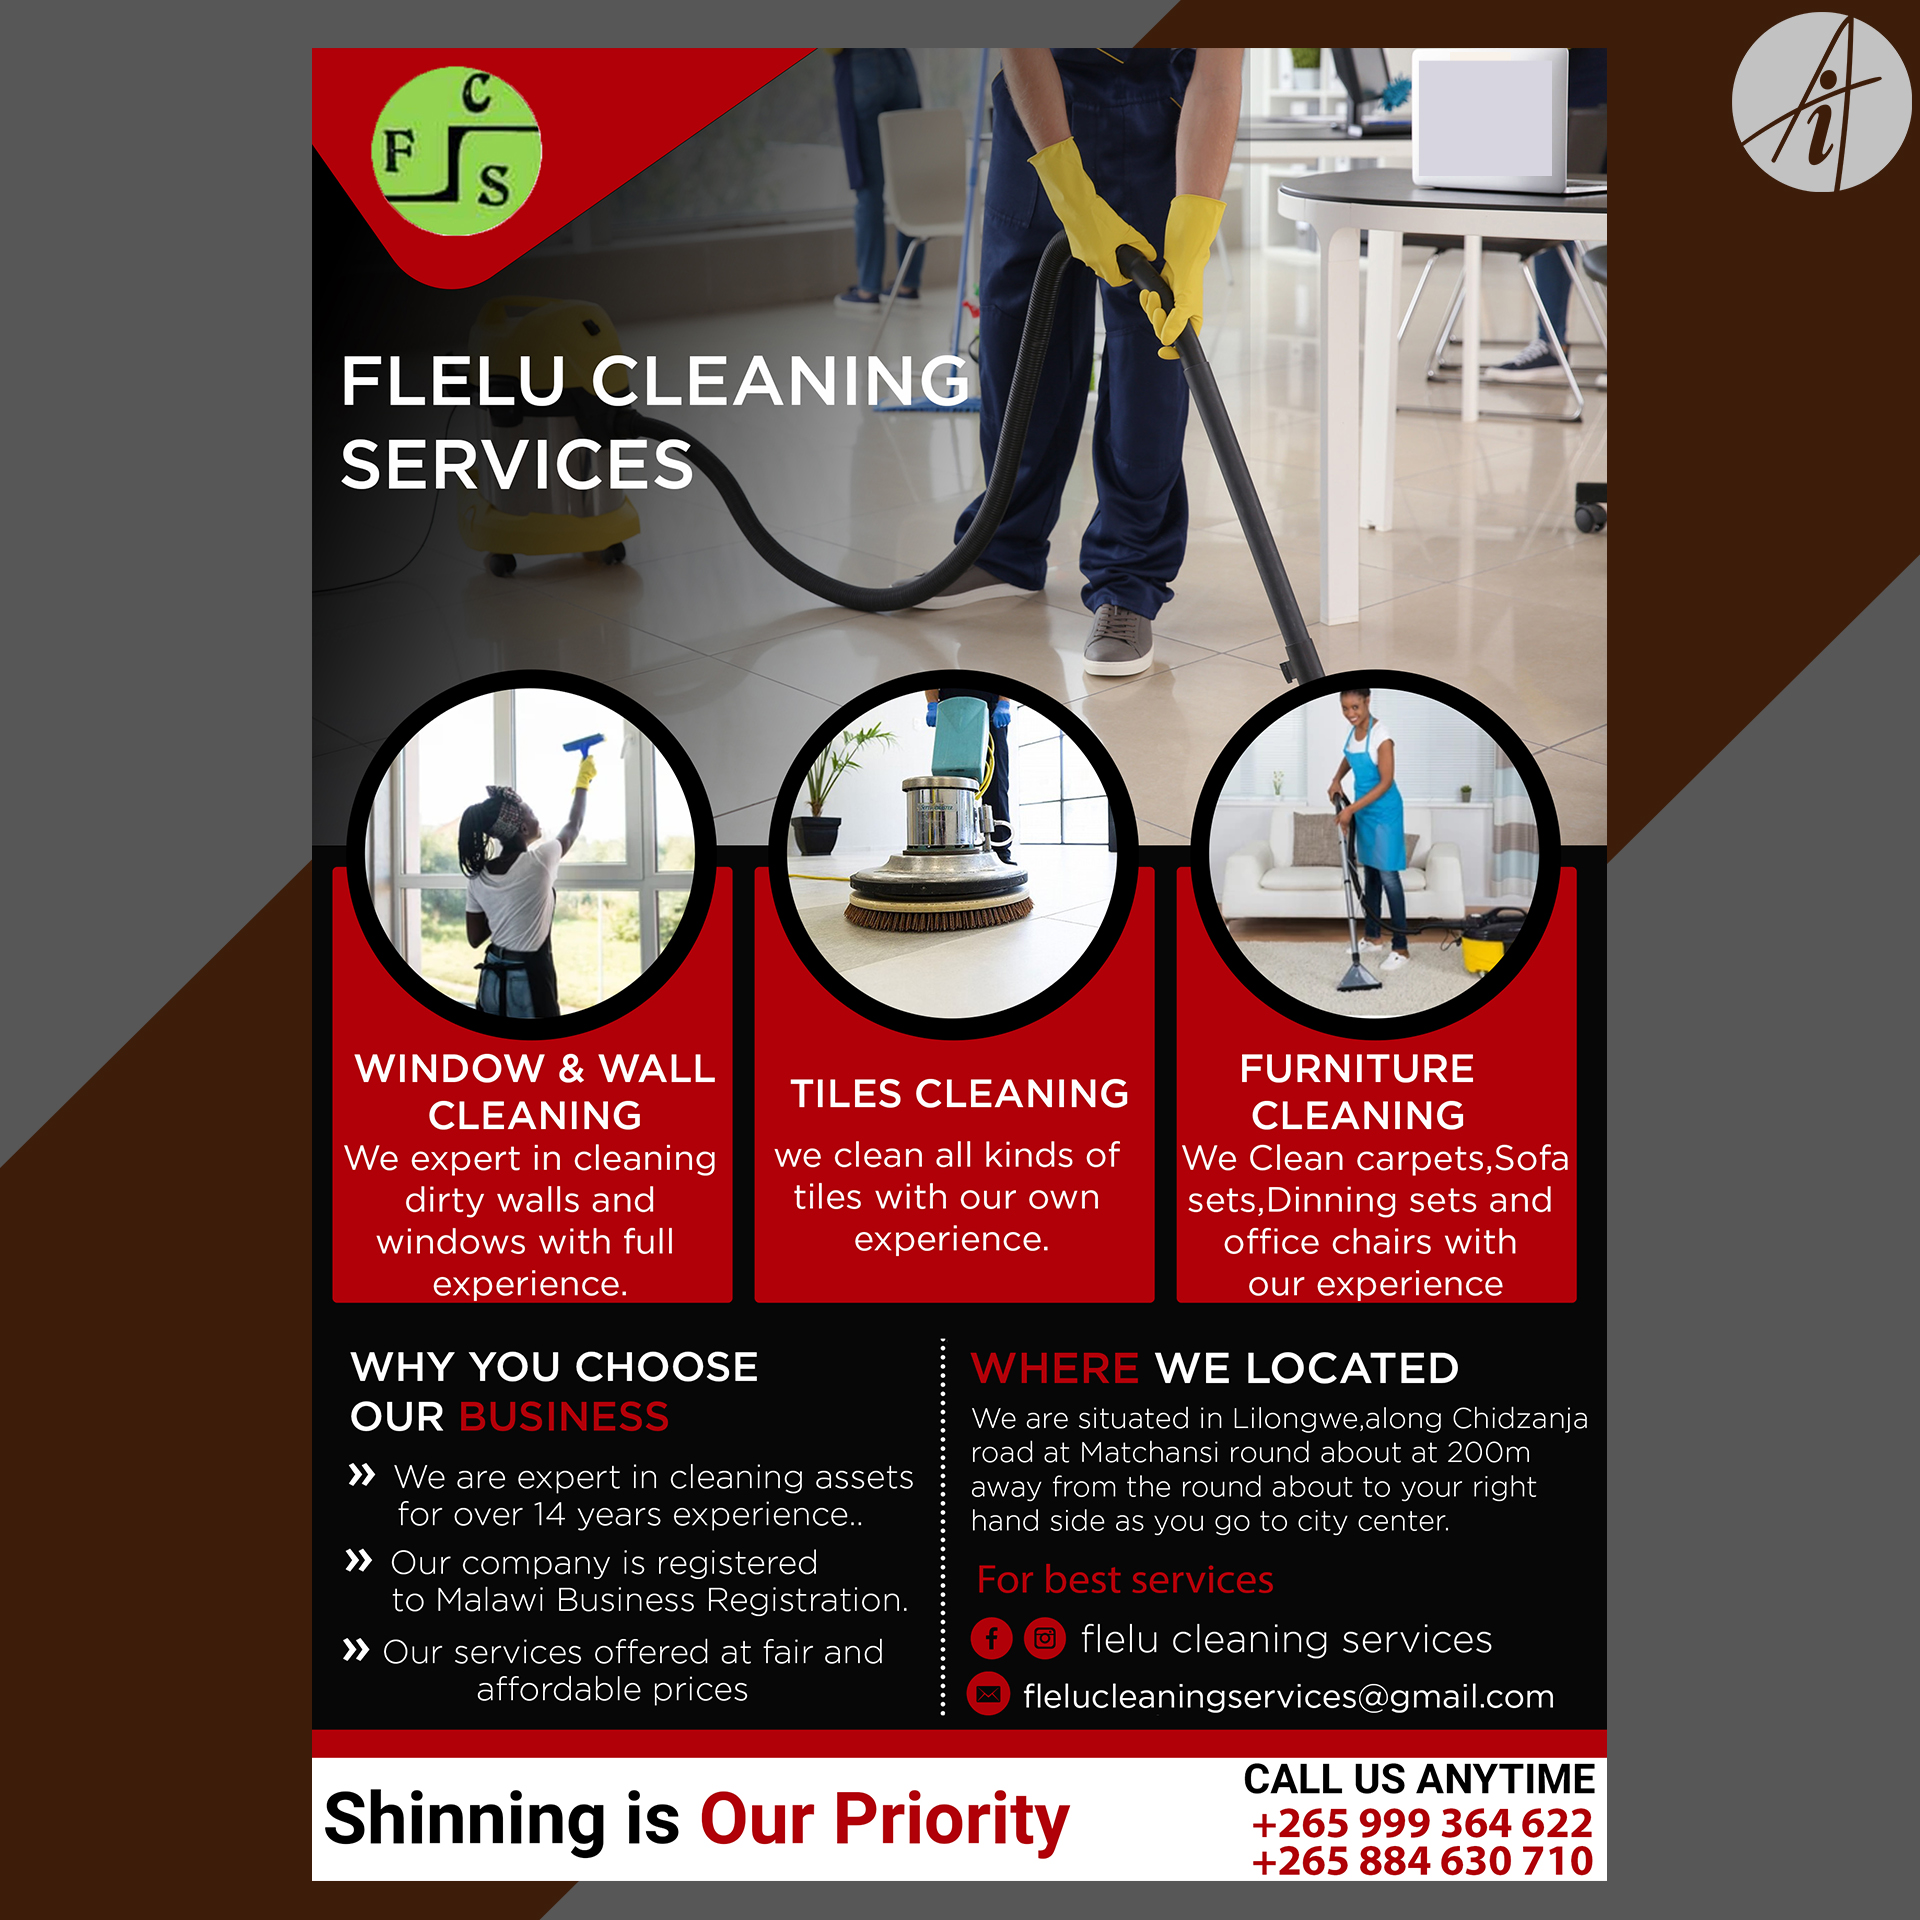 C
F
S
Ait
FLELU CLEANING
SERVICES
WINDOW & WALL
CLEANING
We expert in cleaning
dirty walls and
windows with full
experience.
TILES CLEANING
we clean all kinds of
tiles with our own
experience.
FURNITURE
CLEANING
We Clean carpets,Sofa
sets,Dinning sets and
office chairs with
our experience
WHY YOU CHOOSE
OUR BUSINESS
» We are expert in cleaning assets
for over 14 years experience..
» Our company is registered
to Malawi Business Registration.
» Our services offered at fair and
affordable prices
WHERE WE LOCATED
We are situated in Lilongwe,along Chidzanja
road at Matchansi round about at 200m
away from the round about to your right
hand side as you go to city center.
For best services
flelu cleaning services
flelucleaningservices@gmail.com
Shinning is Our Priority
CALL US ANYTIME
+265 999 364 622
+265 884 630 710